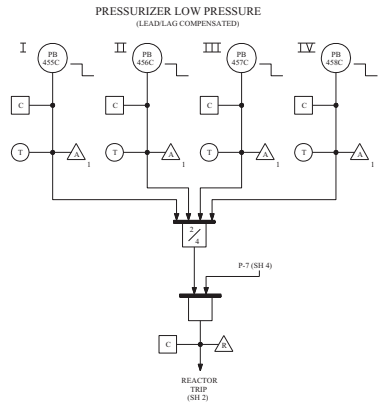 PRESSURIZER LOW PRESSURE
(LEAD/LAG COMPENSATED)
I II III IV
PB 455C
PB 456C
PB 457C
PB 458C
C C C C
T A 1 T A 1 T A 1 T A 1
2/4
P-7 (SH 4)
C R
REACTOR
TRIP
(SH 2)